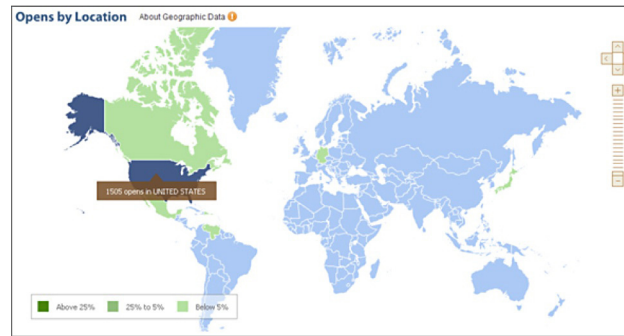 Opens by Location About Geographic Data !
1505 opens in UNITED STATES
Above 25% 25% to 5% Below 5%